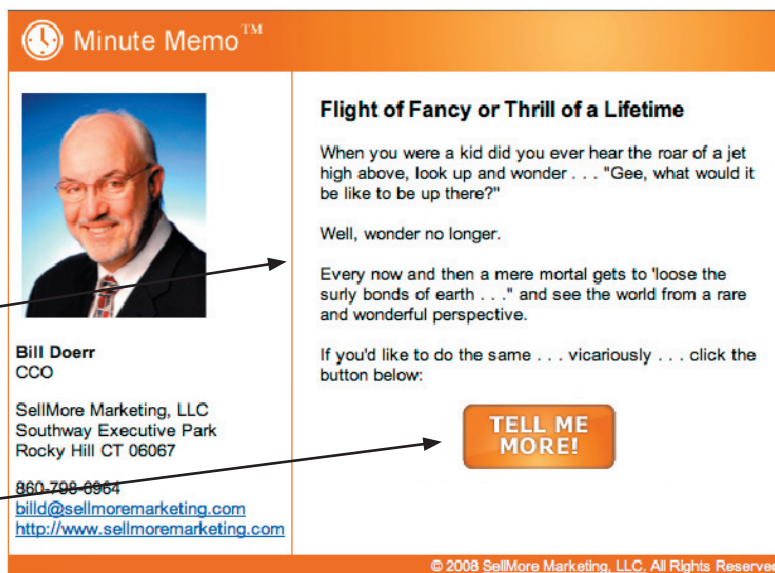 Minute Memo™
Bill Doerr
CCO
SellMore Marketing, LLC
Southway Executive Park
Rocky Hill CT 06067
860-798-6964
billd@sellmoremarketing.com
http://www.sellmoremarketing.com
Flight of Fancy or Thrill of a Lifetime
When you were a kid did you ever hear the roar of a jet
high above, look up and wonder . . . "Gee, what would it
be like to be up there?"
Well, wonder no longer.
Every now and then a mere mortal gets to 'loose the
surly bonds of earth . . ." and see the world from a rare
and wonderful perspective.
If you'd like to do the same . . . vicariously . . . click the
button below:
TELL ME
MORE!
© 2008 SellMore Marketing, LLC. All Rights Reserved